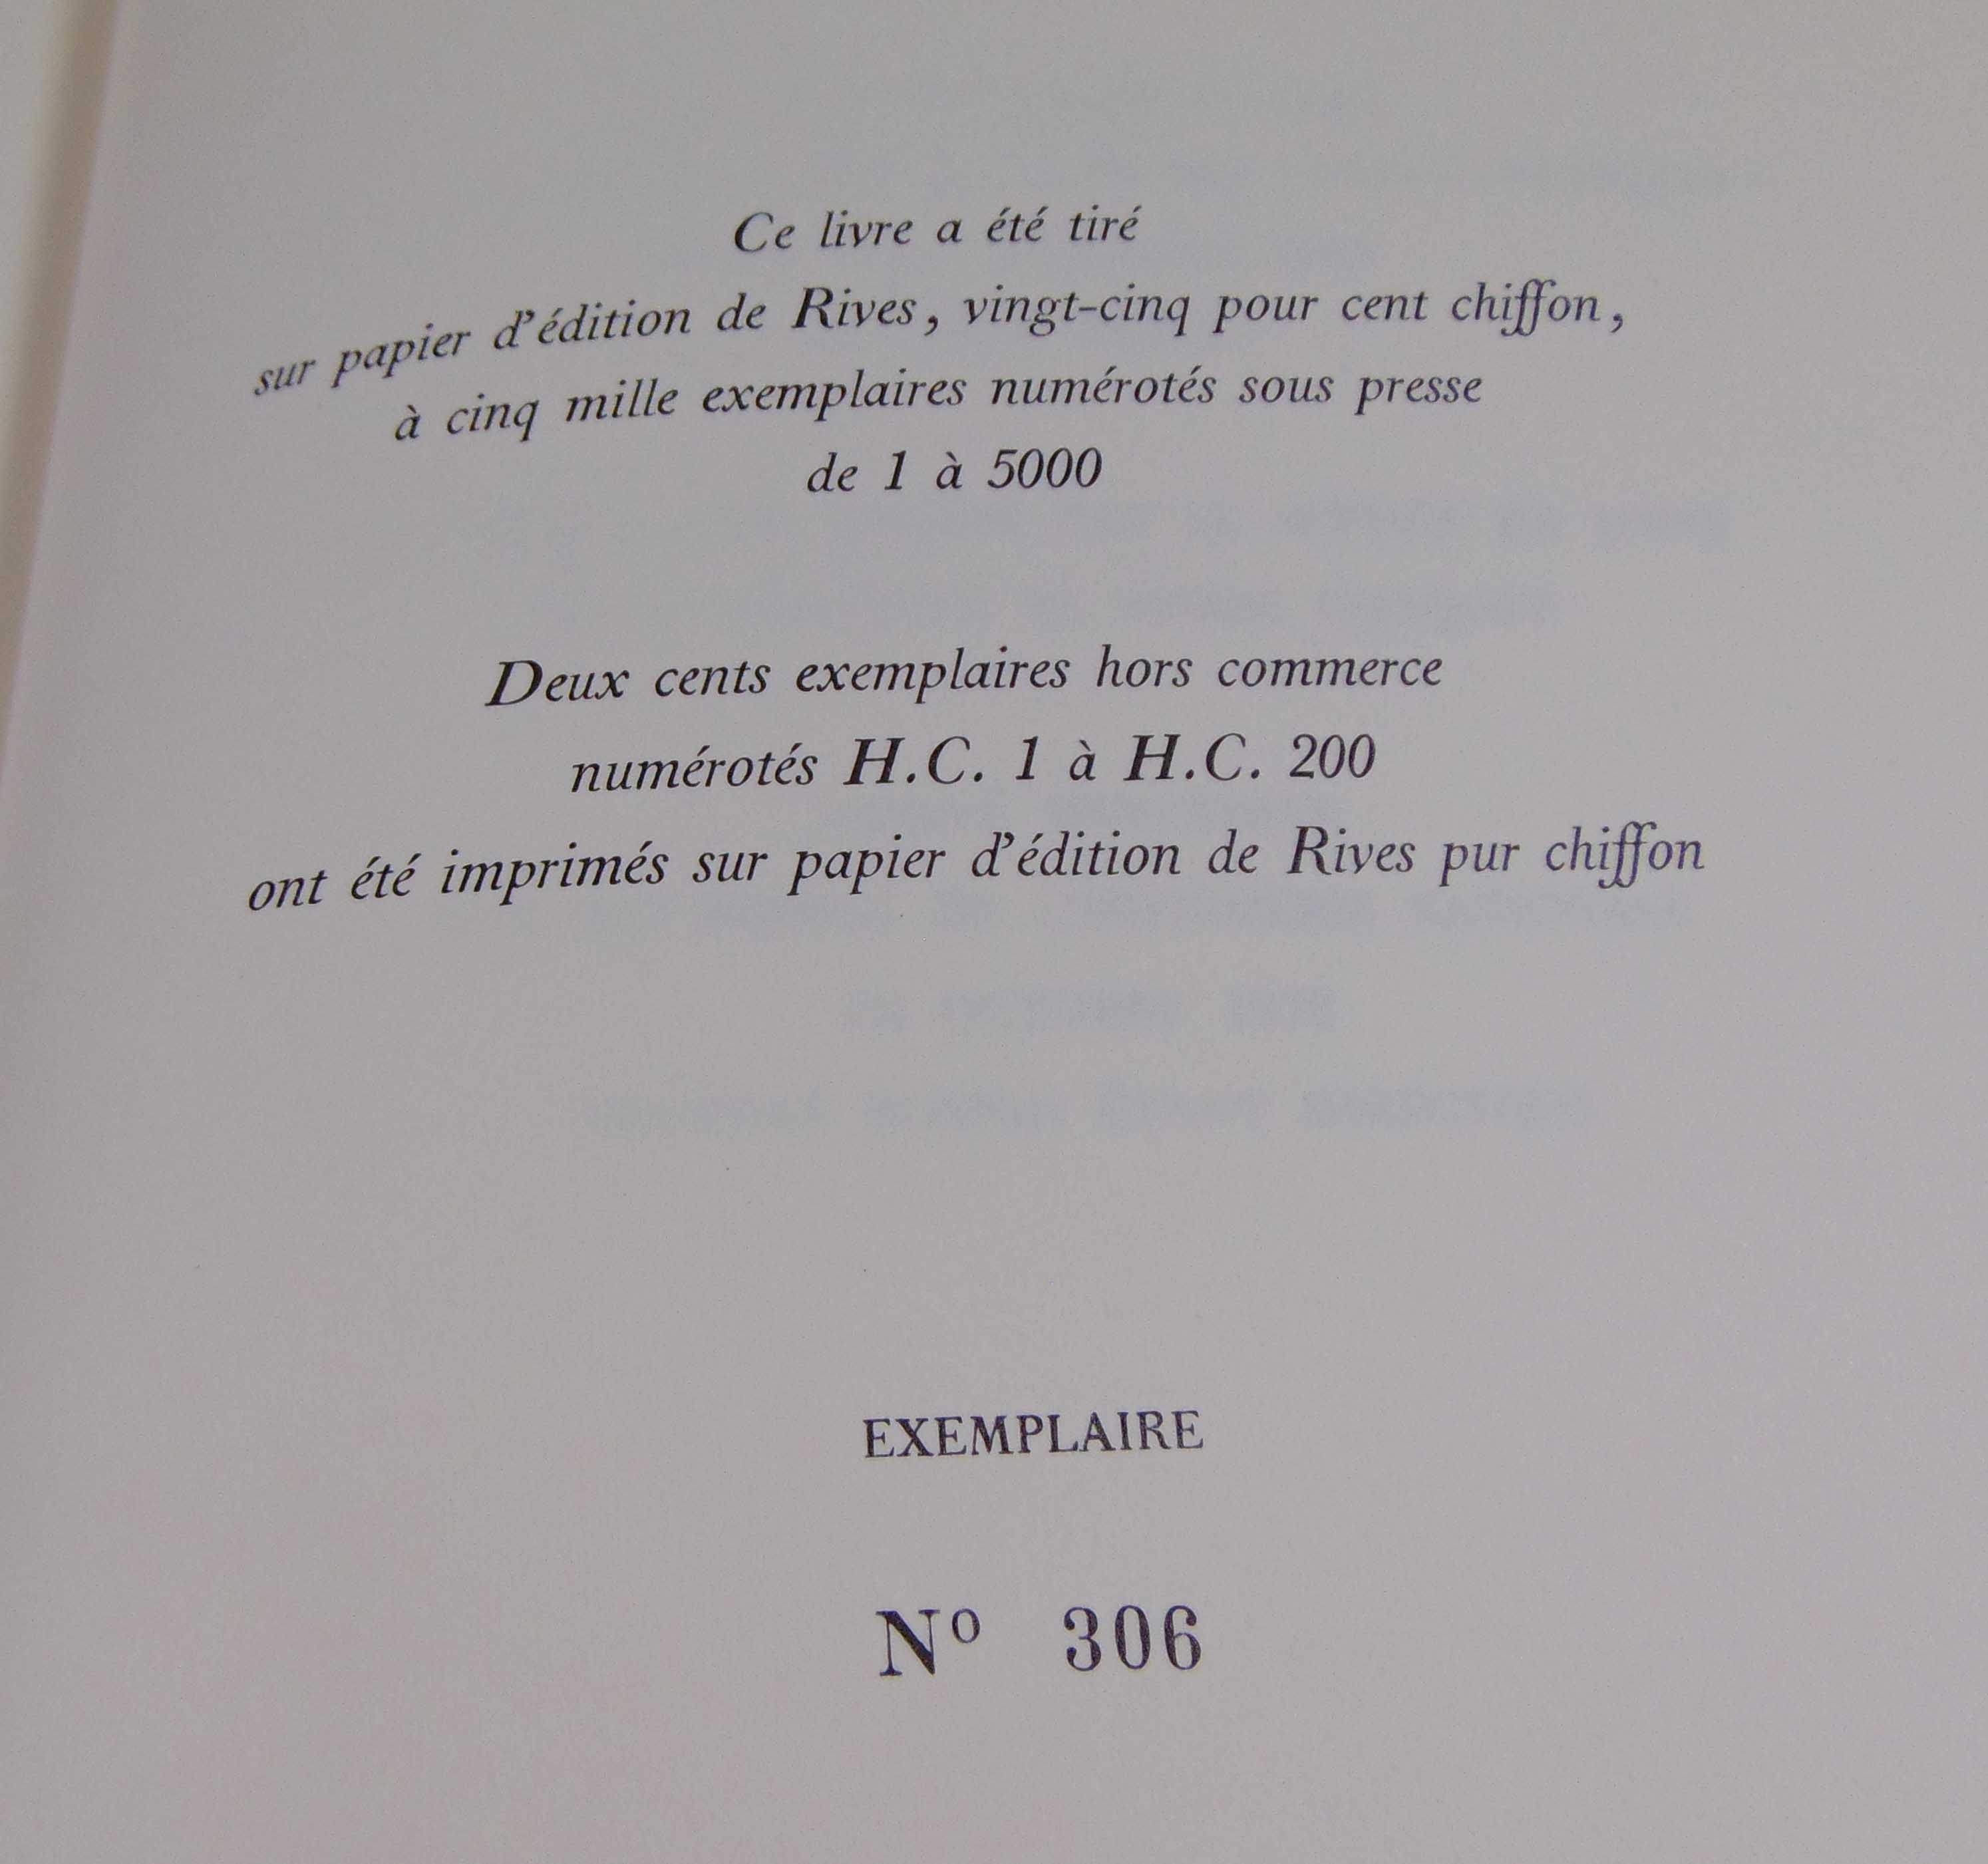 Ce livre a été tiré
sur papier d'édition de Rives, vingt-cinq pour cent chiffon,
à cinq mille exemplaires numérotés sous presse
de 1 à 5000
Deux cents exemplaires hors commerce
numérotés H.C. 1 à H.C. 200
ont été imprimés sur papier d'édition de Rives pur chiffon
EXEMPLAIRE
Nº 306